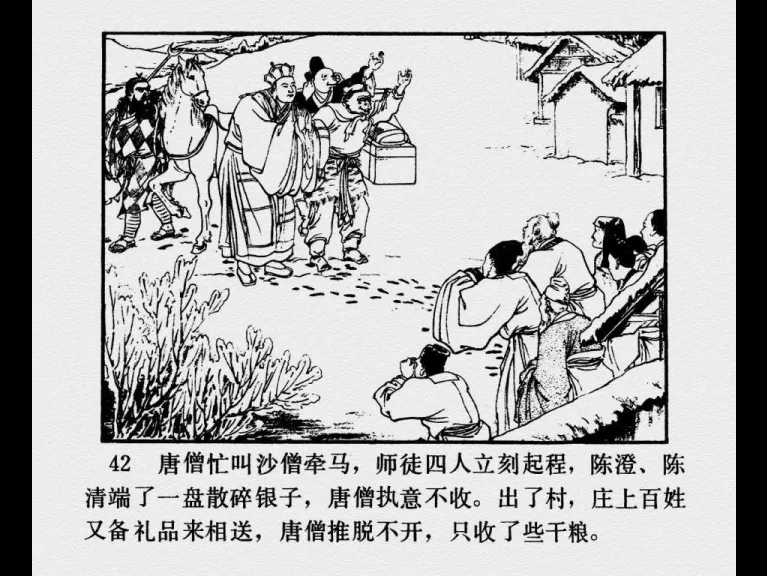 42 唐僧忙叫沙僧牵马，师徒四人立刻起程，陈澄、陈
清端了一盘散碎银子，唐僧执意不收。出了村，庄上百姓
又备礼品来相送，唐僧推脱不开，只收了些干粮。